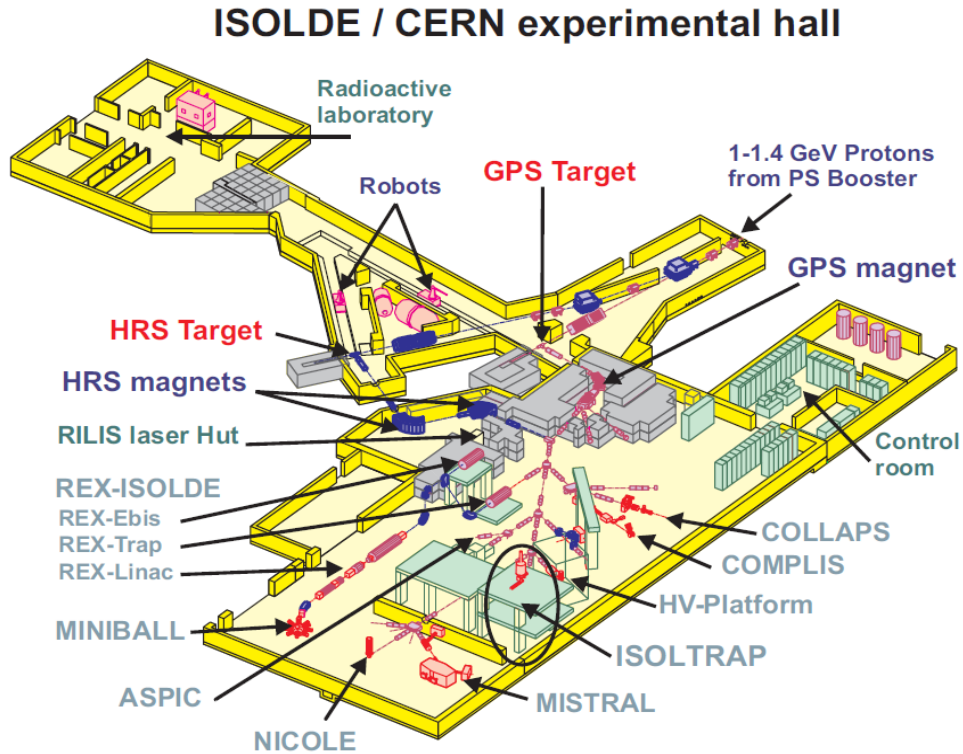 ISOLDE / CERN experimental hall
Radioactive
laboratory
Robots
GPS Target
1-1.4 GeV Protons
from PS Booster
GPS magnet
HRS Target
HRS magnets
RILIS laser Hut
Control
room
REX-ISOLDE
REX-Ebis
REX-Trap
REX-Linac
COLLAPS
COMPLIS
HV-Platform
MINIBALL
ISOLTRAP
ASPIC
MISTRAL
NICOLE